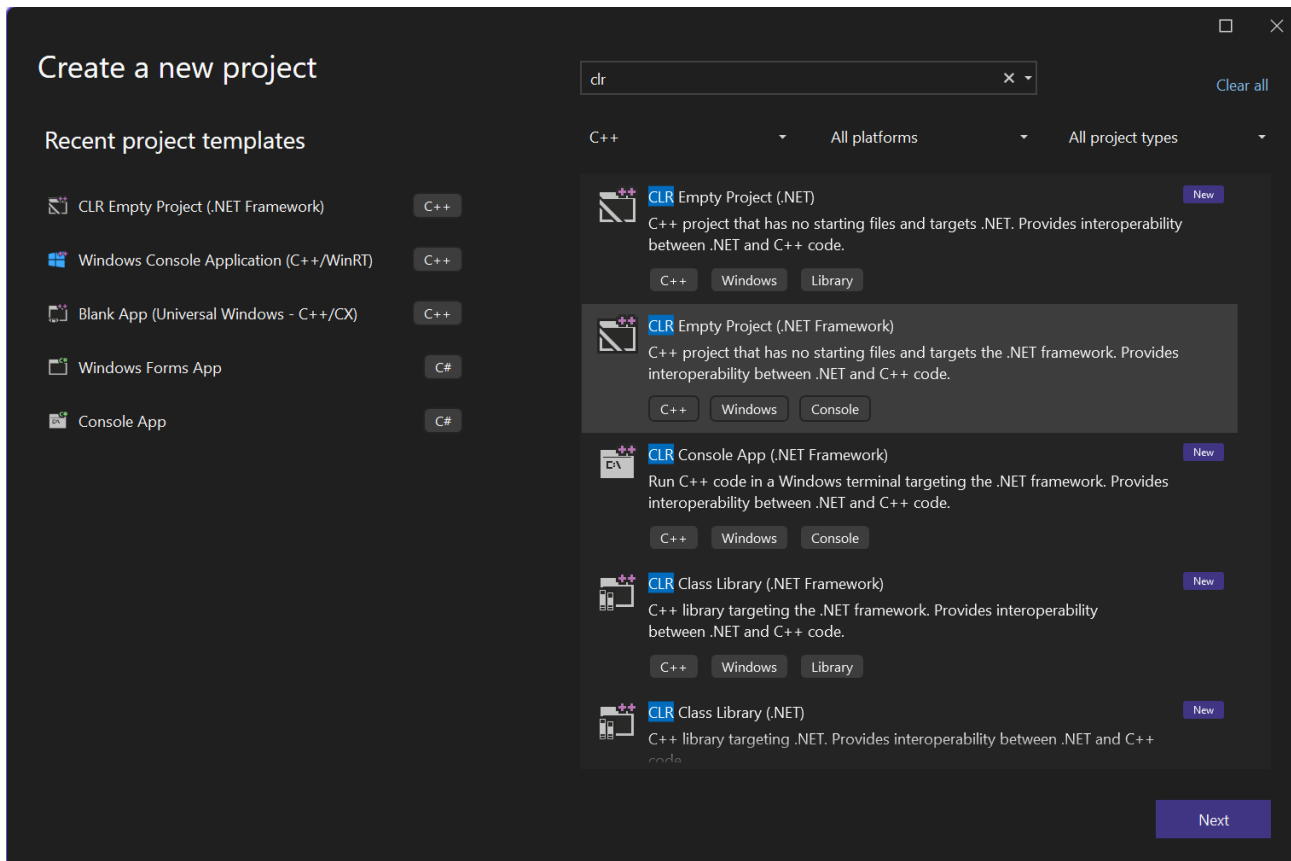 Create a new project
clr
Clear all
Recent project templates
C++
All platforms
All project types
CLR Empty Project (.NET Framework)
C++
Windows Console Application (C++/WinRT)
C++
Blank App (Universal Windows - C++/CX)
C++
Windows Forms App
C#
Console App
C#
CLR Empty Project (.NET)
New
C++ project that has no starting files and targets .NET. Provides interoperability
between .NET and C++ code.
C++
Windows
Library
CLR Empty Project (.NET Framework)
C++ project that has no starting files and targets the .NET framework. Provides
interoperability between .NET and C++ code.
C++
Windows
Console
CLR Console App (.NET Framework)
New
Run C++ code in a Windows terminal targeting the .NET framework. Provides
interoperability between .NET and C++ code.
C++
Windows
Console
CLR Class Library (.NET Framework)
New
C++ library targeting the .NET framework. Provides interoperability
between .NET and C++ code.
C++
Windows
Library
CLR Class Library (.NET)
New
C++ library targeting .NET. Provides interoperability between .NET and C++
code.
Next